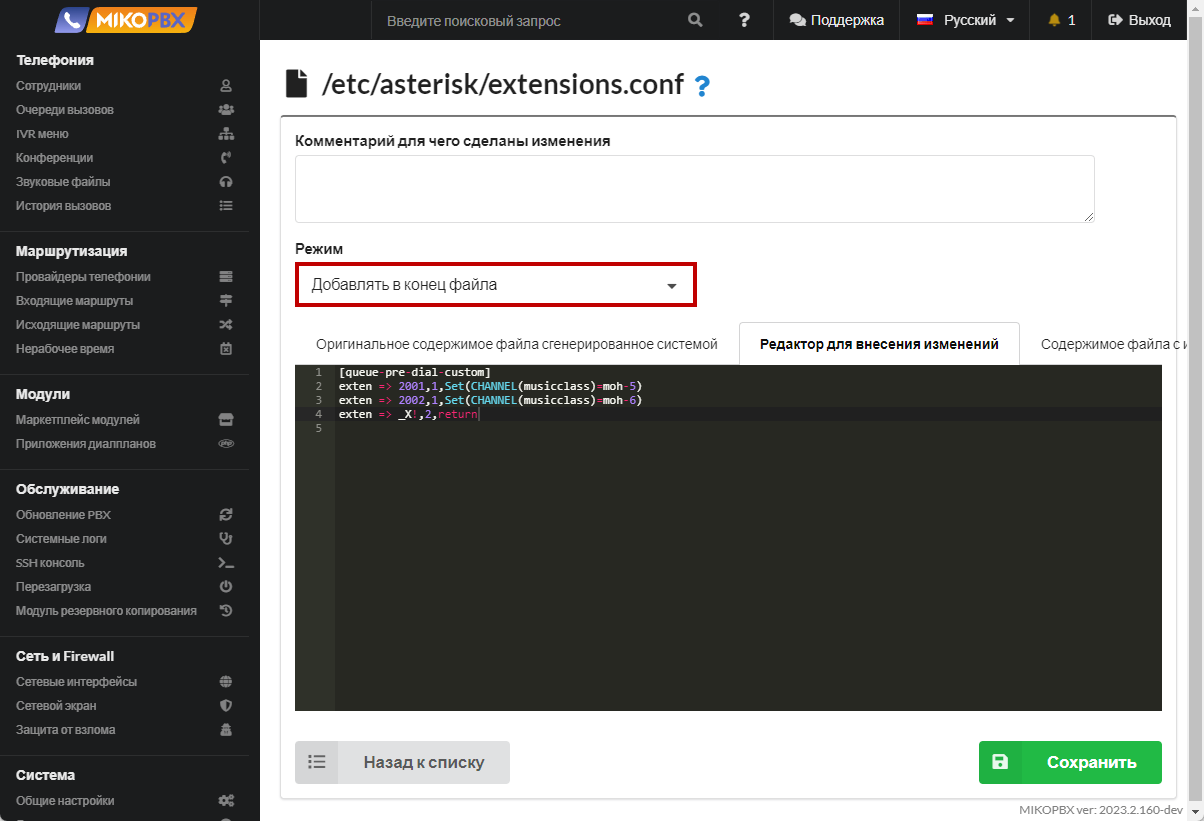 MIKOPBX
Введите поисковый запрос
?
Поддержка
Русский
1
Выход
Телефония
Сотрудники
Очереди вызовов
IVR меню
Конференции
Звуковые файлы
История вызовов
Маршрутизация
Провайдеры телефонии
Входящие маршруты
Исходящие маршруты
Нерабочее время
Модули
Маркетплейс модулей
Приложения диалпланов
php
Обслуживание
Обновление PBX
Системные логи
SSH консоль
Перезагрузка
Модуль резервного копирования
Сеть и Firewall
Сетевые интерфейсы
Сетевой экран
Защита от взлома
Система
Общие настройки
/etc/asterisk/extensions.conf ?
Комментарий для чего сделаны изменения
Режим
Добавлять в конец файла
Оригинальное содержимое файла сгенерированное системой
Редактор для внесения изменений
Содержимое файла с
1 [queue-pre-dial-custom]
2 exten => 2001,1,Set(CHANNEL(musicclass)=moh-5)
3 exten => 2002,1,Set(CHANNEL(musicclass)=moh-6)
4 exten => _X!,2,return
5
Назад к списку
Сохранить
MIKOPBX ver: 2023.2.160-dev